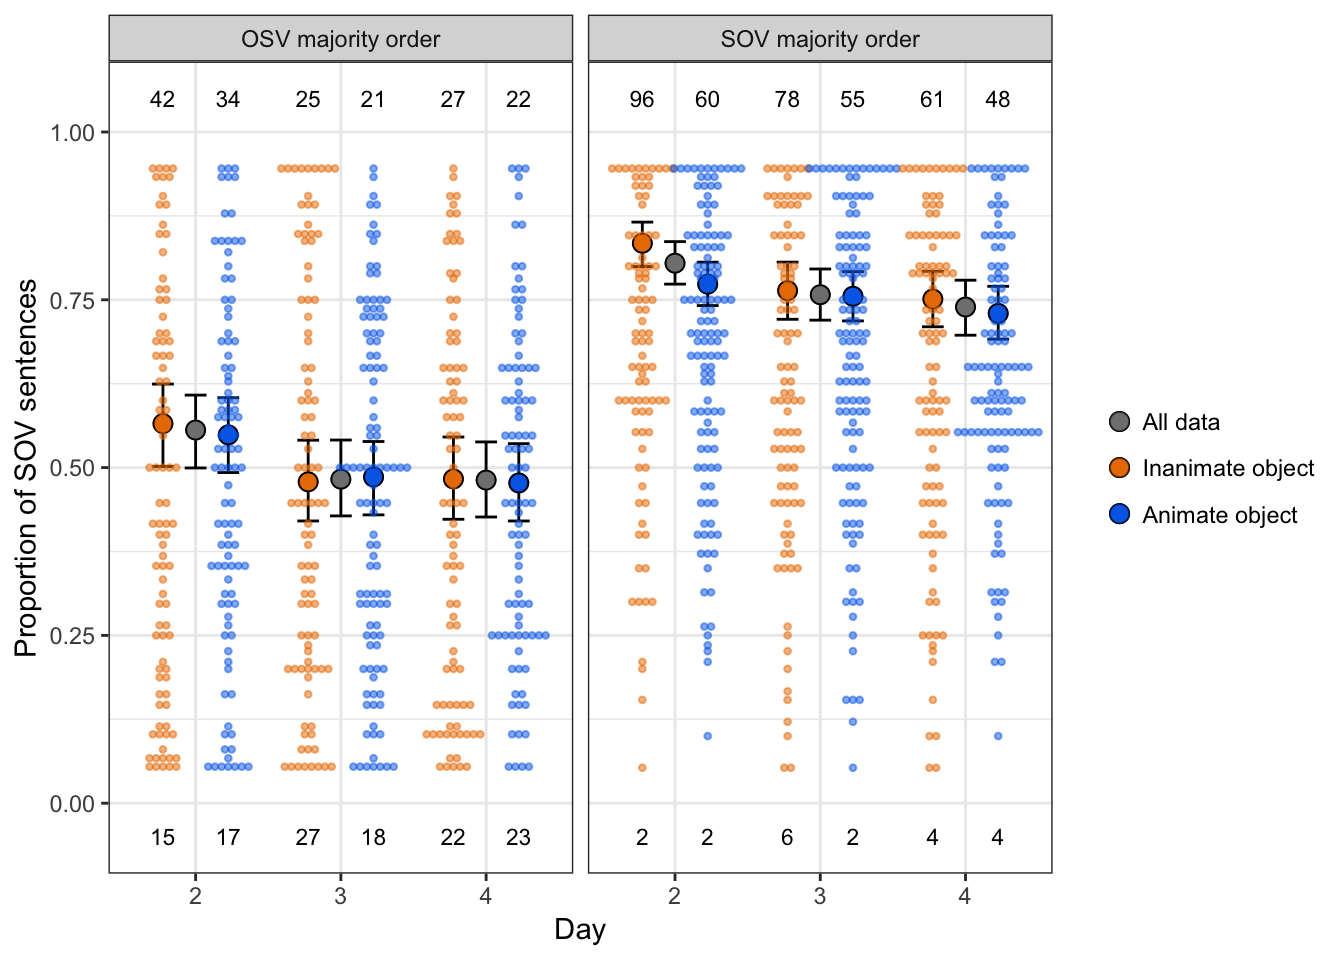 OSV majority order
SOV majority order
42 34 25 21 27 22
96 60 78 55 61 48
1.00
0.75
0.50
0.25
0.00
Proportion of SOV sentences
15 17 27 18 22 23
2 2 6 2 4 4
2 3 4
2 3 4
Day
All data
Inanimate object
Animate object